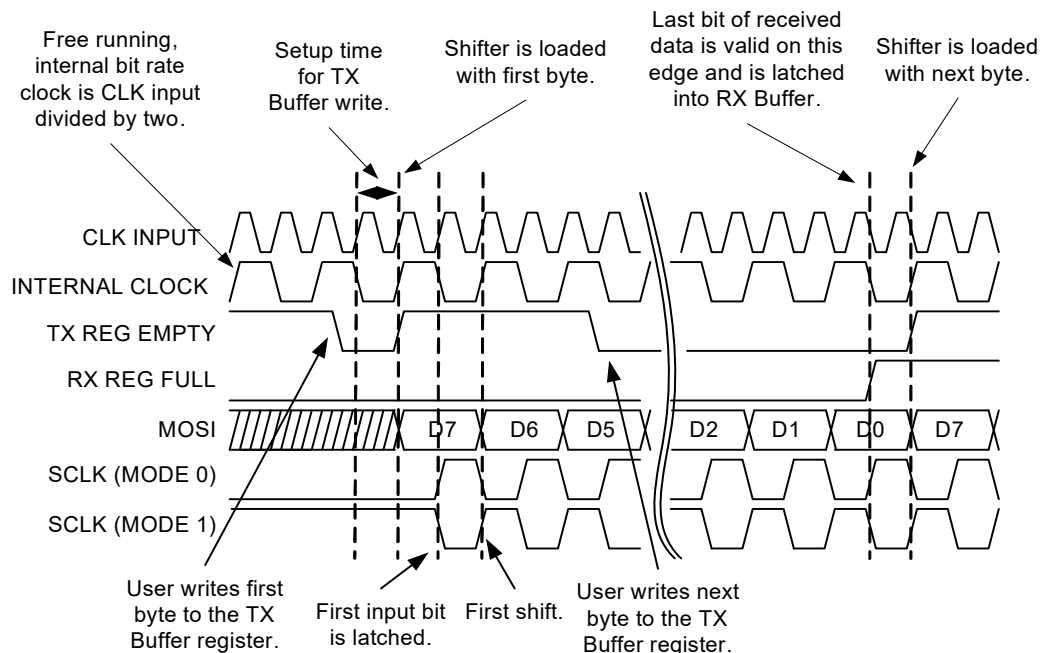 Free running,
internal bit rate
clock is CLK input
divided by two.
Setup time
for TX
Buffer write.
Shifter is loaded
with first byte.
Last bit of received
data is valid on this
edge and is latched
into RX Buffer.
Shifter is loaded
with next byte.
CLK INPUT
INTERNAL CLOCK
TX REG EMPTY
RX REG FULL
MOSI
D7
D6
D5
D2
D1
D0
D7
SCLK (MODE 0)
SCLK (MODE 1)
User writes first
byte to the TX
Buffer register.
First input bit
is latched.
First shift.
User writes next
byte to the TX
Buffer register.